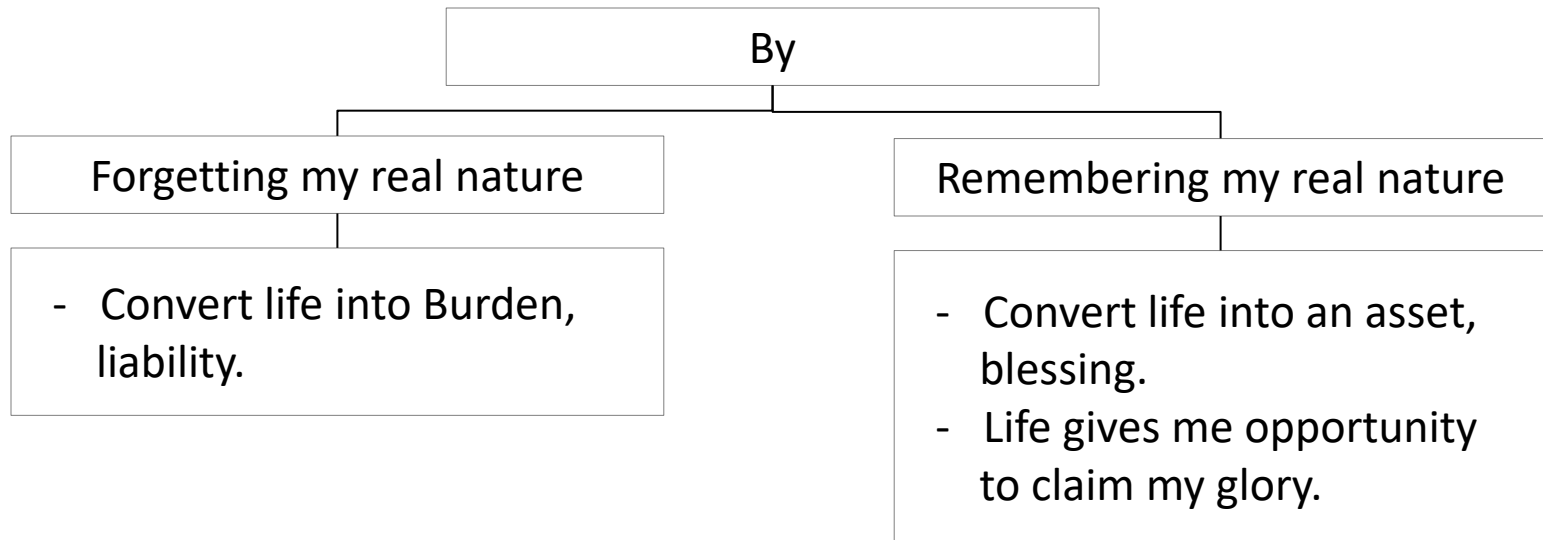 By
Forgetting my real nature
- Convert life into Burden,
liability.
Remembering my real nature
- Convert life into an asset,
blessing.
- Life gives me opportunity
to claim my glory.